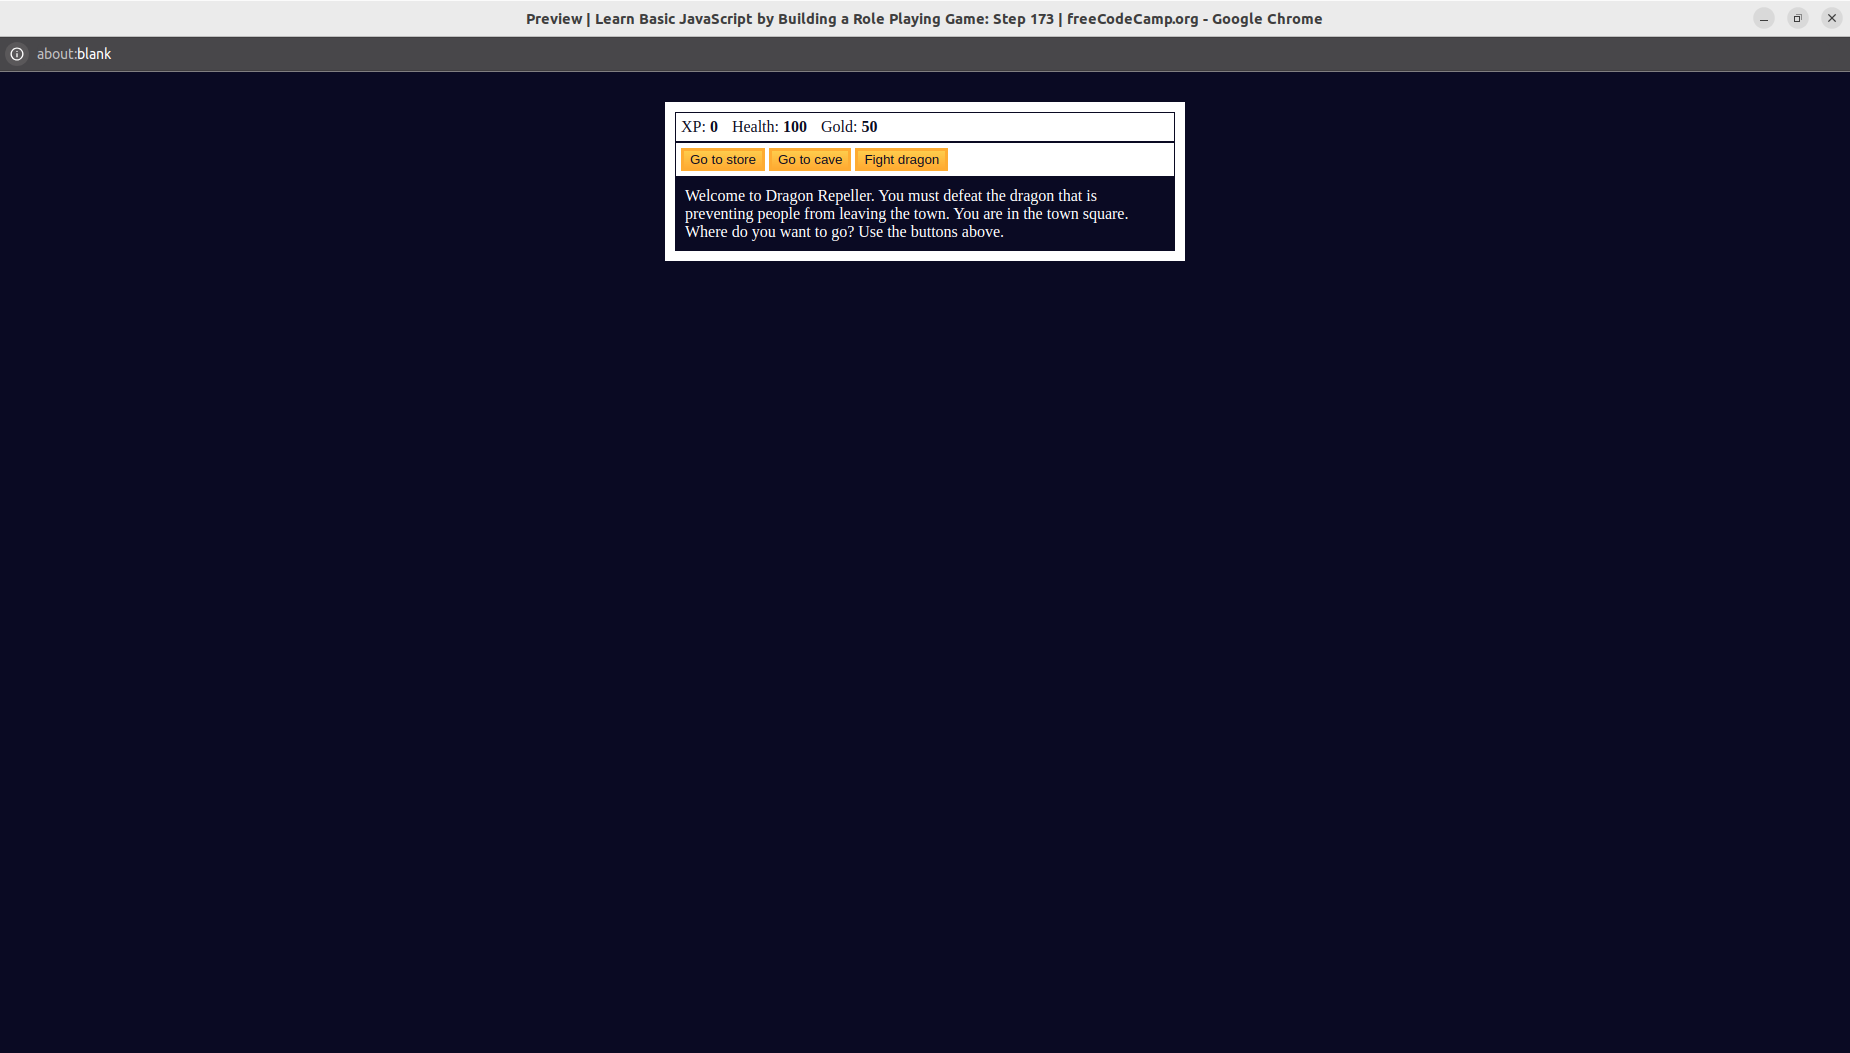 Preview | Learn Basic JavaScript by Building a Role Playing Game: Step 173 | freeCodeCamp.org - Google Chrome
about:blank
XP: 0 Health: 100 Gold: 50
Go to store Go to cave Fight dragon
Welcome to Dragon Repeller. You must defeat the dragon that is
preventing people from leaving the town. You are in the town square.
Where do you want to go? Use the buttons above.